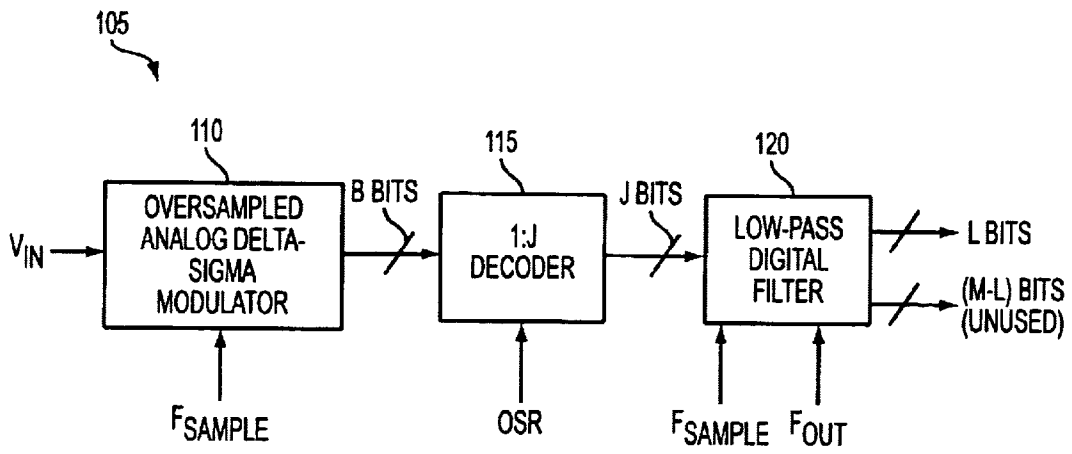 105
110
115
120
B BITS
J BITS
OVERSAMPLED
ANALOG DELTA-
SIGMA
MODULATOR
1:J
DECODER
LOW-PASS
DIGITAL
FILTER
VIN
L BITS
(M-L) BITS
(UNUSED)
FSAMPLE
OSR
FSAMPLE
FOUT